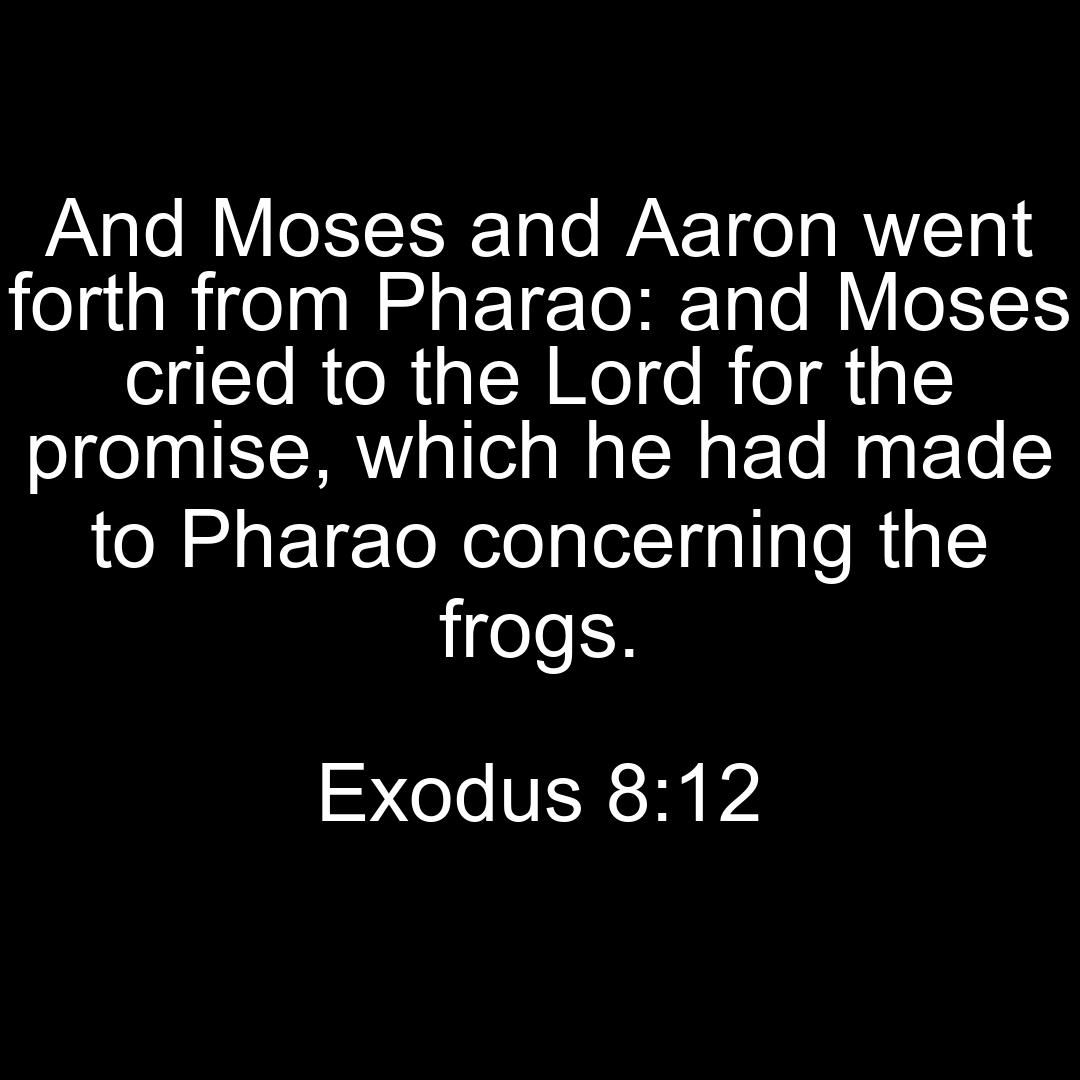 And Moses and Aaron went
forth from Pharao: and Moses
cried to the Lord for the
promise, which he had made
to Pharao concerning the
frogs.
Exodus 8:12